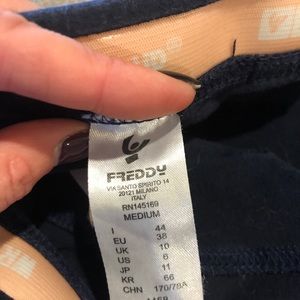 FREDDY
VIA SANTO SPIRITO 14
20121 MILANO
ITALY
RN145169
MEDIUM
I 44
EU 38
UK 10
US 6
JP 11
KR 66
CHN 170/78A